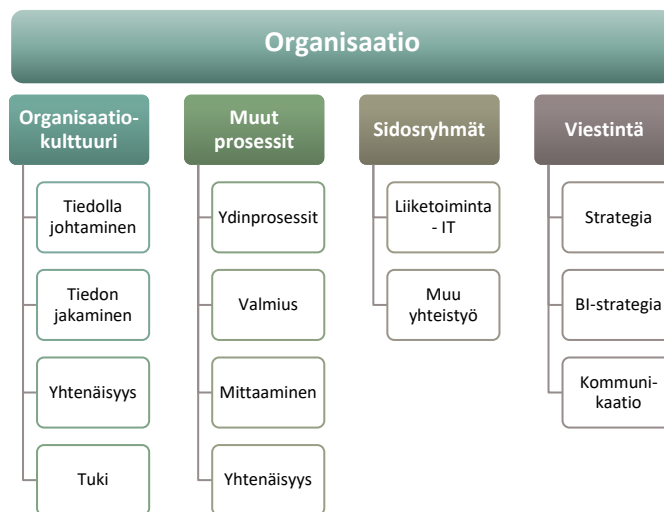 Organisaatio
Organisaatio-
kulttuuri
Tiedolla
johtaminen
Tiedon
jakaminen
Yhtenäisyys
Tuki
Muut
prosessit
Ydinprosessit
Valmius
Mittaaminen
Yhtenäisyys
Sidosryhmät
Liiketoiminta
- IT
Muu
yhteistyö
Viestintä
Strategia
BI-strategia
Kommuni-
kaatio